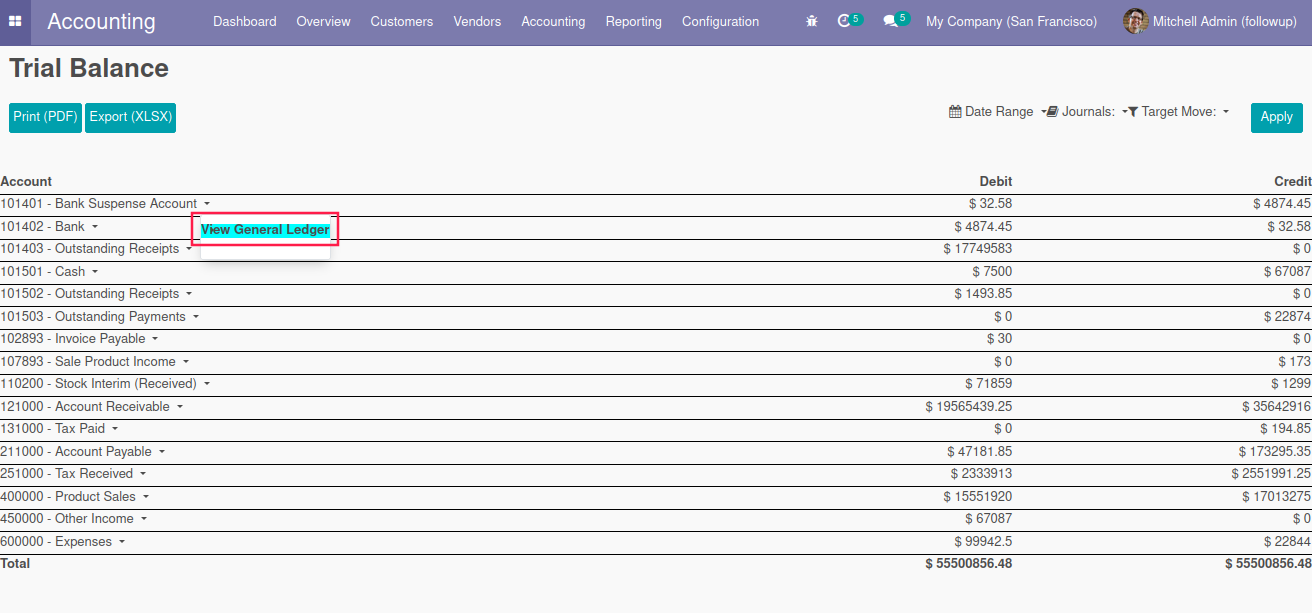 Accounting Dashboard Overview Customers Vendors Accounting Reporting Configuration 5 5 My Company (San Francisco) Mitchell Admin (followup)
Trial Balance
Print (PDF) Export (XLSX) Date Range Journals: Target Move: Apply
Account Debit Credit
101401 - Bank Suspense Account $ 32.58 $ 4874.45
101402 - Bank $ 4874.45 $ 32.58
View General Ledger
101403 - Outstanding Receipts $ 17749583 $ 0
101501 - Cash $ 7500 $ 67087
101502 - Outstanding Receipts $ 1493.85 $ 0
101503 - Outstanding Payments $ 0 $ 22874
102893 - Invoice Payable $ 30 $ 0
107893 - Sale Product Income $ 0 $ 173
110200 - Stock Interim (Received) $ 71859 $ 1299
121000 - Account Receivable $ 19565439.25 $ 35642916
131000 - Tax Paid $ 0 $ 194.85
211000 - Account Payable $ 47181.85 $ 173295.35
251000 - Tax Received $ 2333913 $ 2551991.25
400000 - Product Sales $ 15551920 $ 17013275
450000 - Other Income $ 67087 $ 0
600000 - Expenses $ 99942.5 $ 22844
Total $ 55500856.48 $ 55500856.48